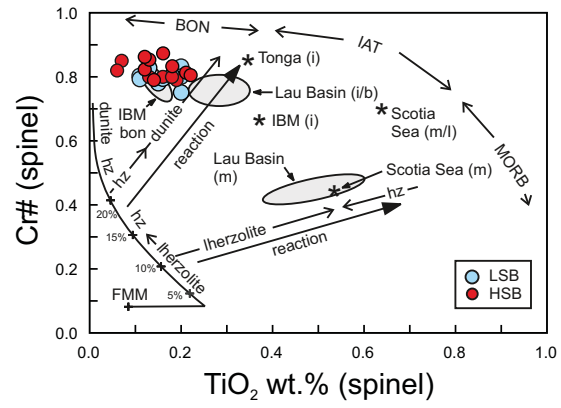 1.0
0.8
0.6
0.4
0.2
0.0
Cr# (spinel)
BON
IAT
MORB
Tonga (i)
Lau Basin (i/b)
IBM
bon
IBM (i)
Scotia
Sea (m/l)
dunite
hz
hz
dunite
reaction
Lau Basin
(m)
Scotia Sea (m)
hz
lherzolite
reaction
hz
lherzolite
20%
15%
10%
5%
FMM
LSB
HSB
0.0
0.2
0.4
0.6
0.8
1.0
TiO₂ wt.% (spinel)